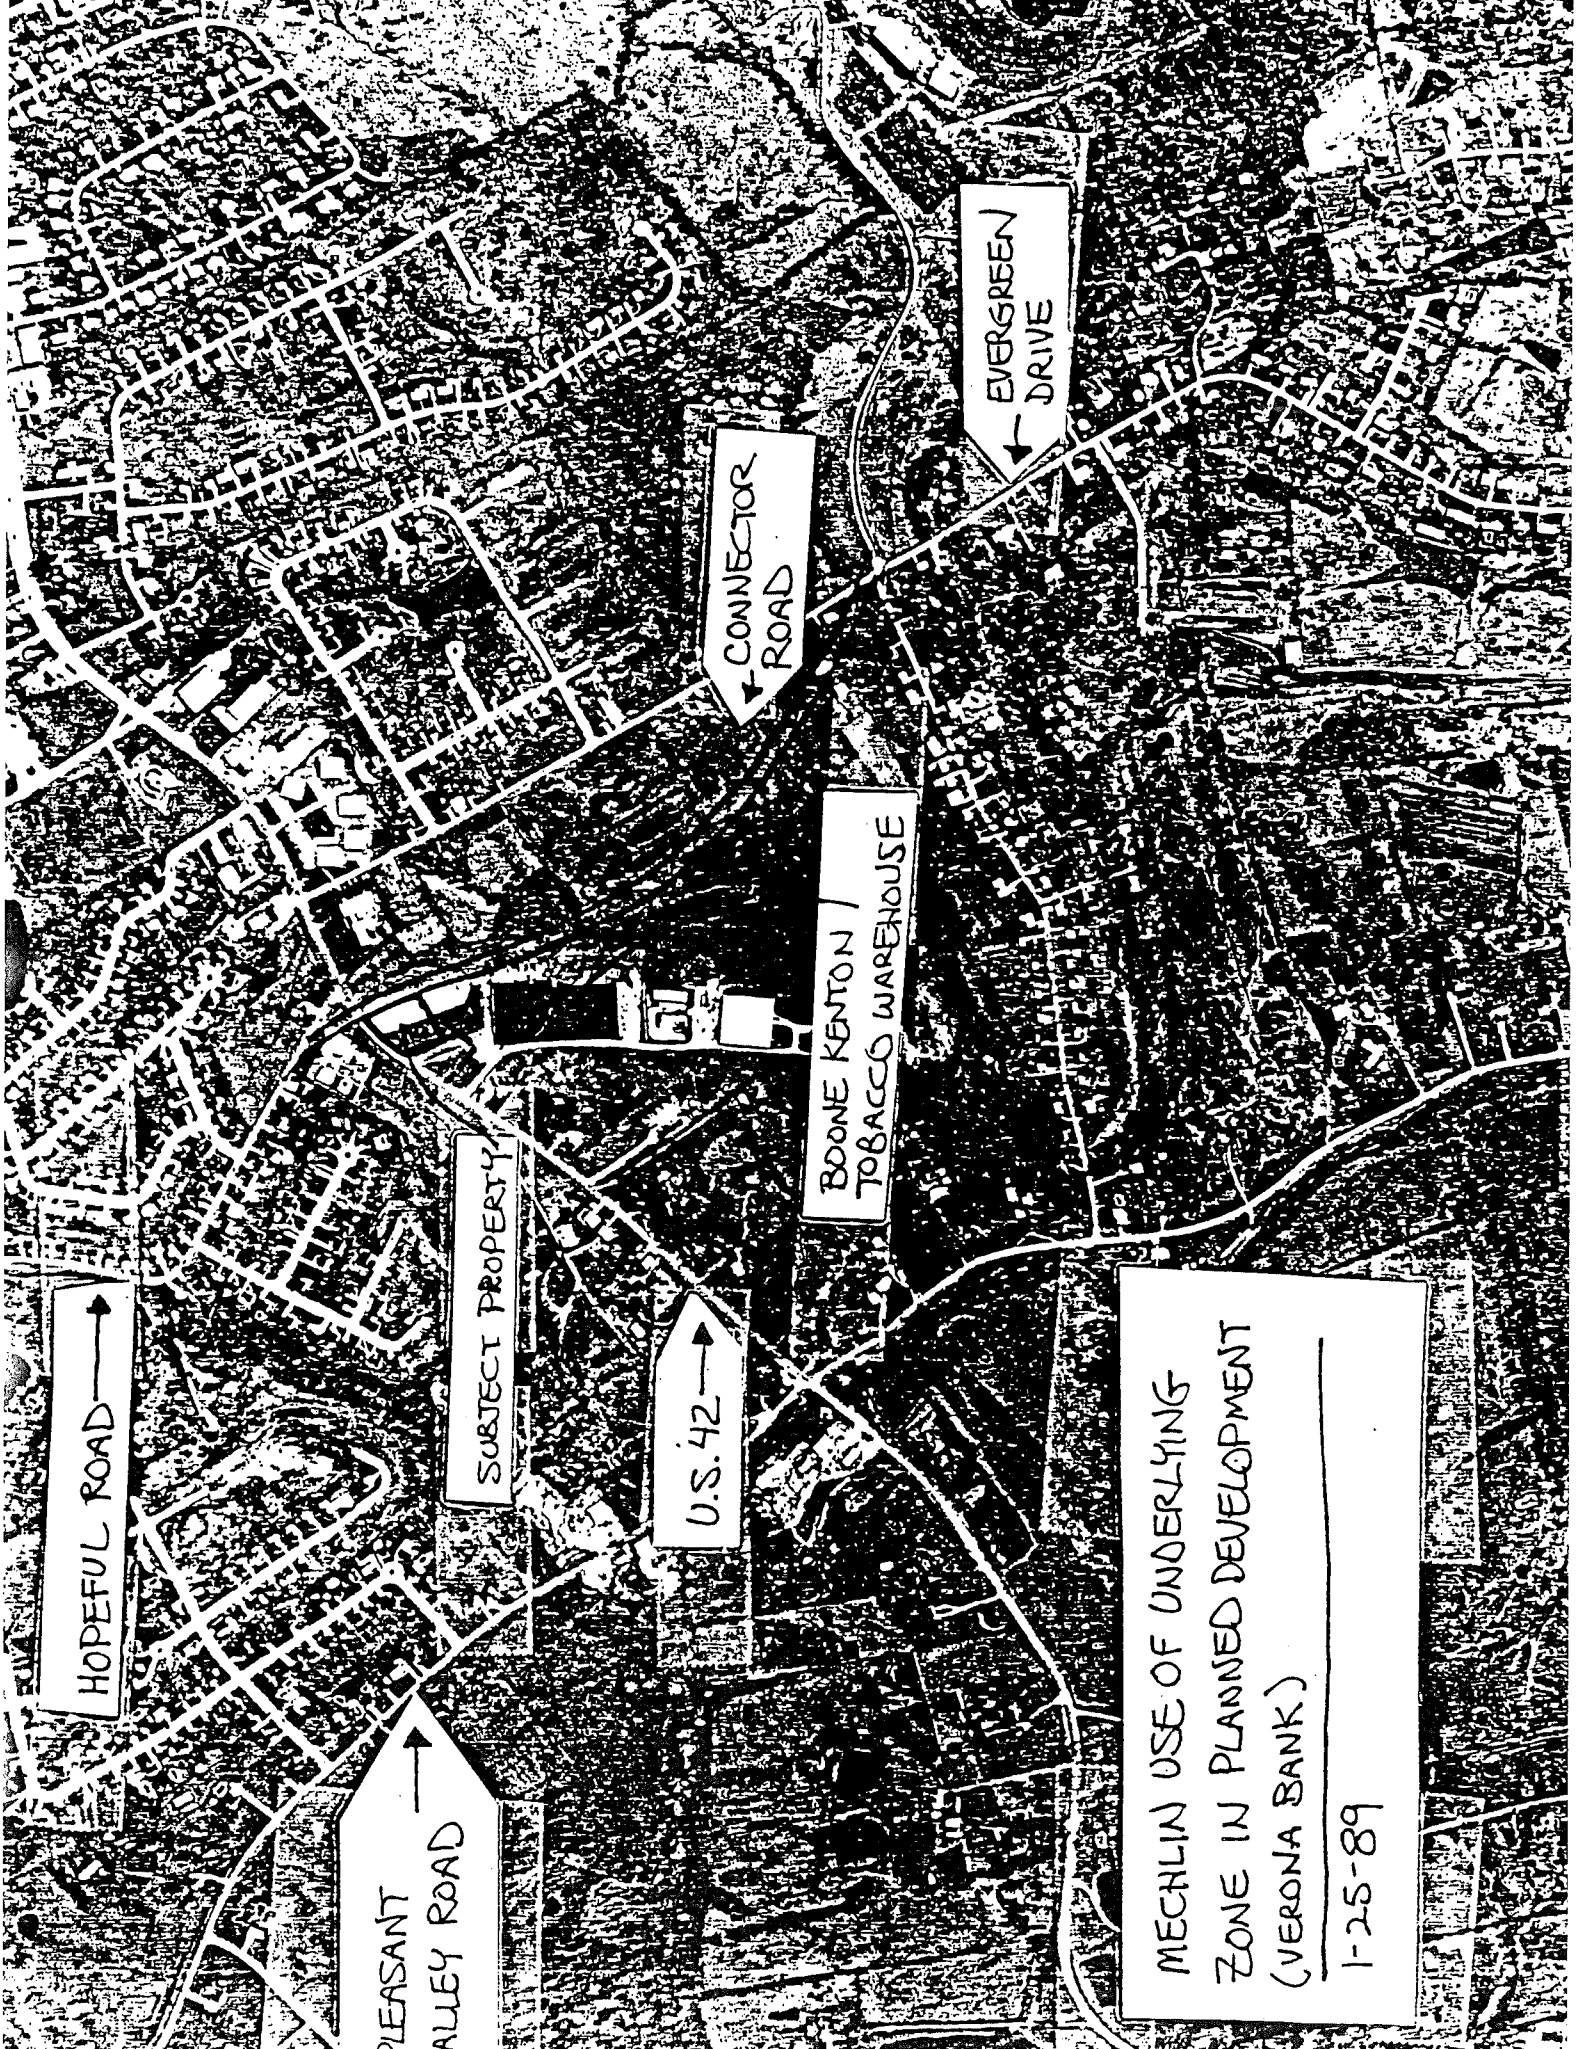 HOPEFUL ROAD
SUBJECT PROPERTY
PLEASANT
ALLEY ROAD
U.S. 42
CONNECTOR
ROAD
BOONE KENTON
TOBACCO WAREHOUSE
EVERGREEN
DRIVE
MECHLIN USE OF UNDERLYING
ZONE IN PLANNED DEVELOPMENT
(VERONA BANK)
1-25-89